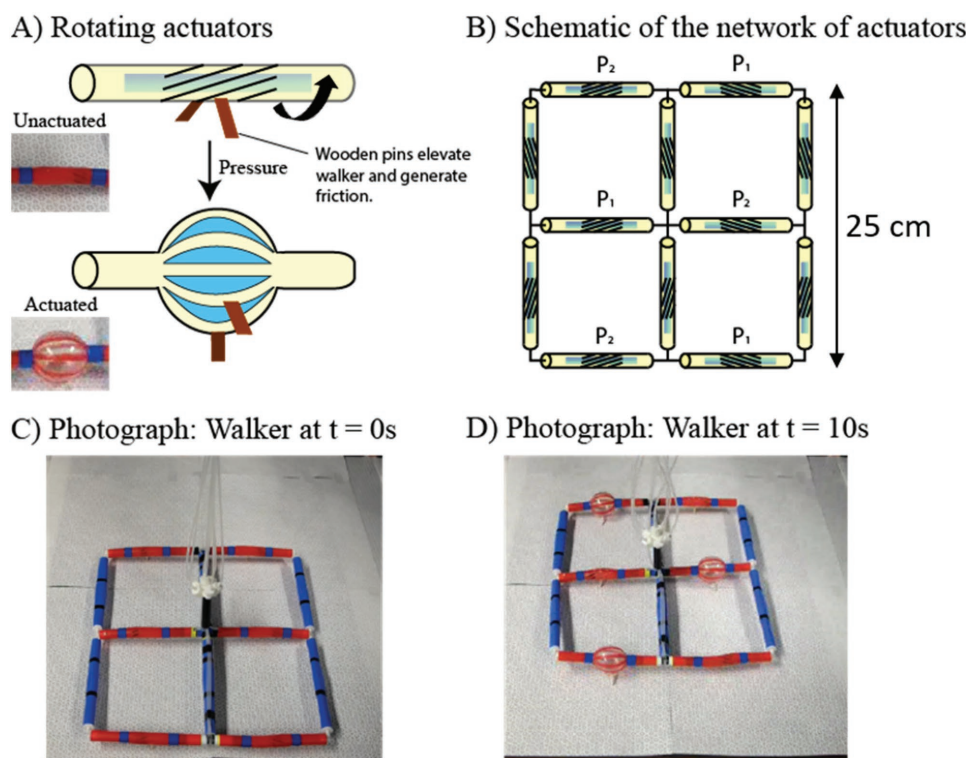 A) Rotating actuators
Unactuated
Pressure
Wooden pins elevate
walker and generate
friction.
Actuated
B) Schematic of the network of actuators
P₂ P₁
P₁ P₂
25 cm
P₂ P₁
C) Photograph: Walker at t = 0s
D) Photograph: Walker at t = 10s